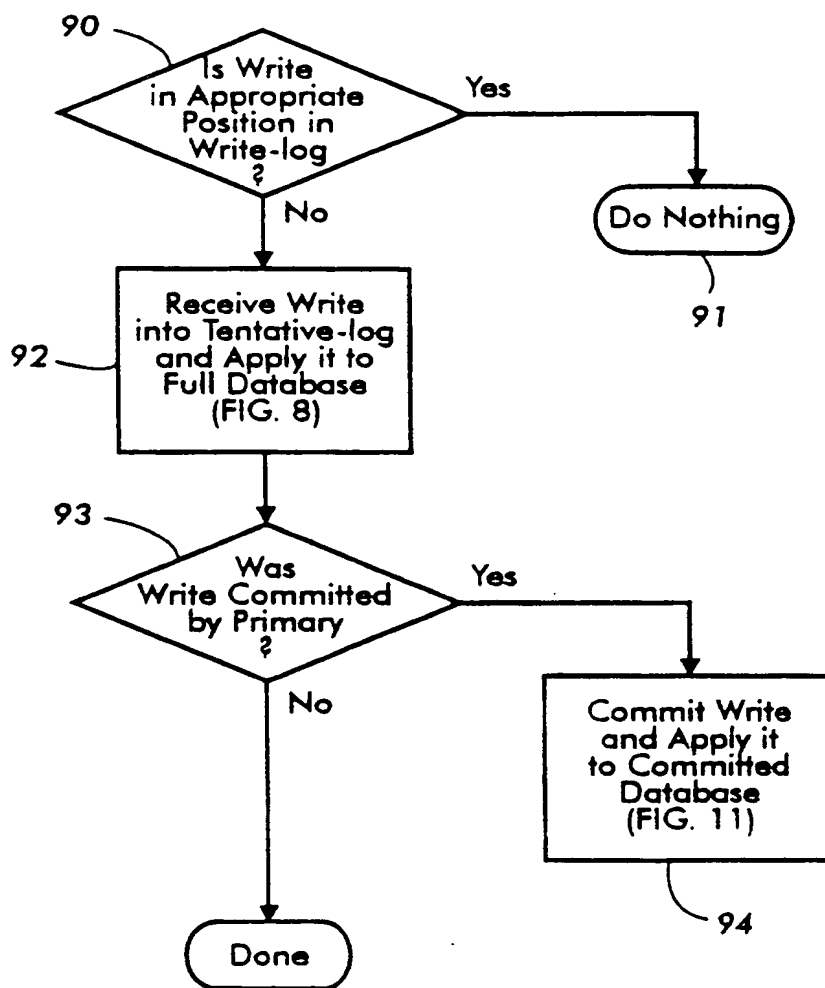 90
Is Write
in Appropriate
Position in
Write-log
?
Yes
No
Do Nothing
91
92
Receive Write
into Tentative-log
and Apply it to
Full Database
(FIG. 8)
93
Was
Write Committed
by Primary
?
Yes
No
Commit Write
and Apply it
to Committed
Database
(FIG. 11)
94
Done